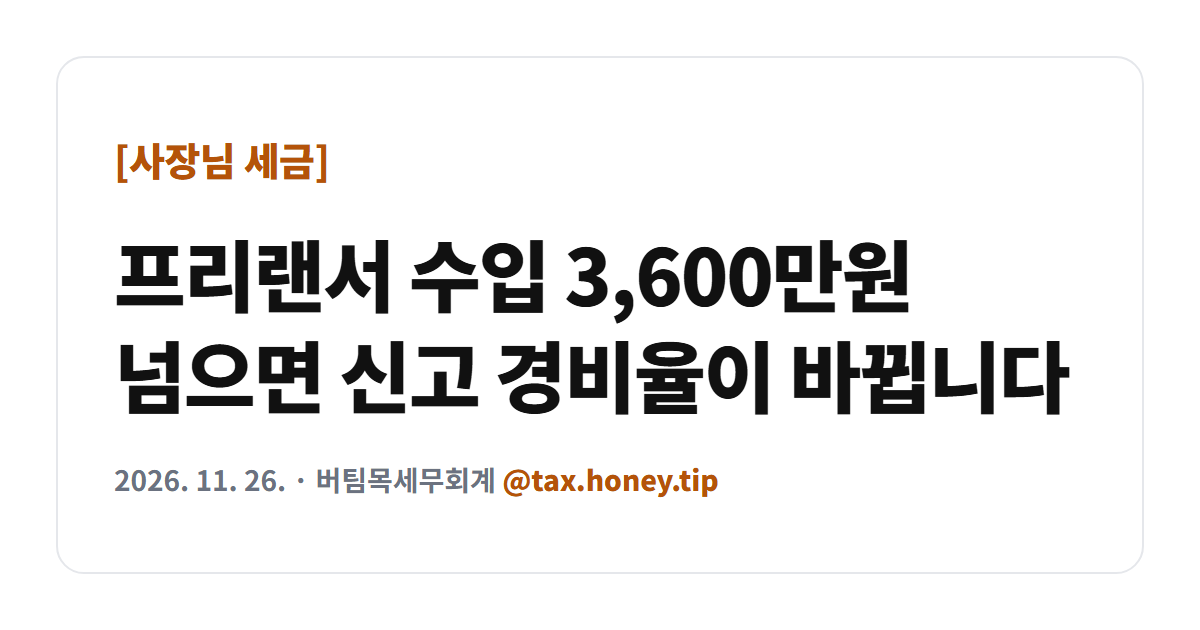 [사장님 세금]
프리랜서 수입 3,600만원
넘으면 신고 경비율이 바뀝니다
2026. 11. 26. · 버팀목세무회계 @tax.honey.tip